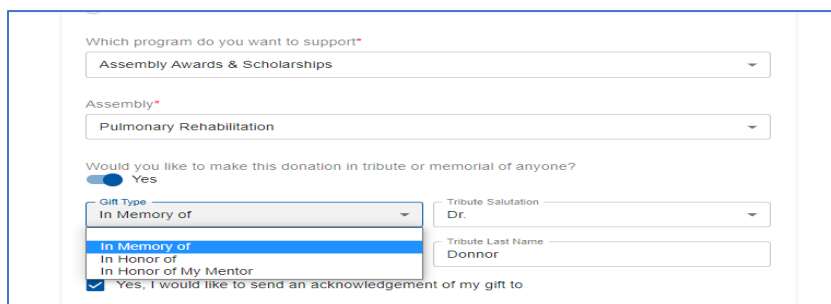 Which program do you want to support*
Assembly Awards & Scholarships
Assembly*
Pulmonary Rehabilitation
Would you like to make this donation in tribute or memorial of anyone?
Yes
Gift Type
In Memory of
Tribute Salutation
Dr.
In Memory of
In Honor of
In Honor of My Mentor
Tribute Last Name
Donnor
Yes, I would like to send an acknowledgement of my gift to